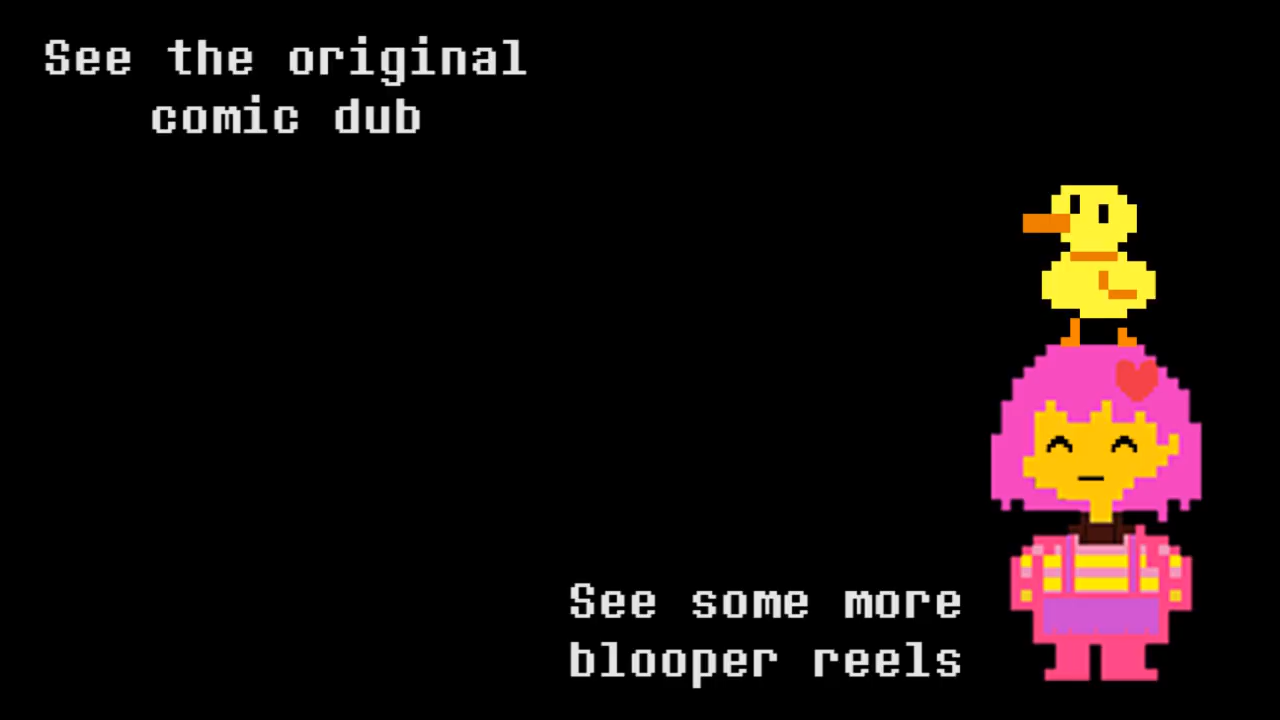 See the original
comic dub
See some more
blooper reels